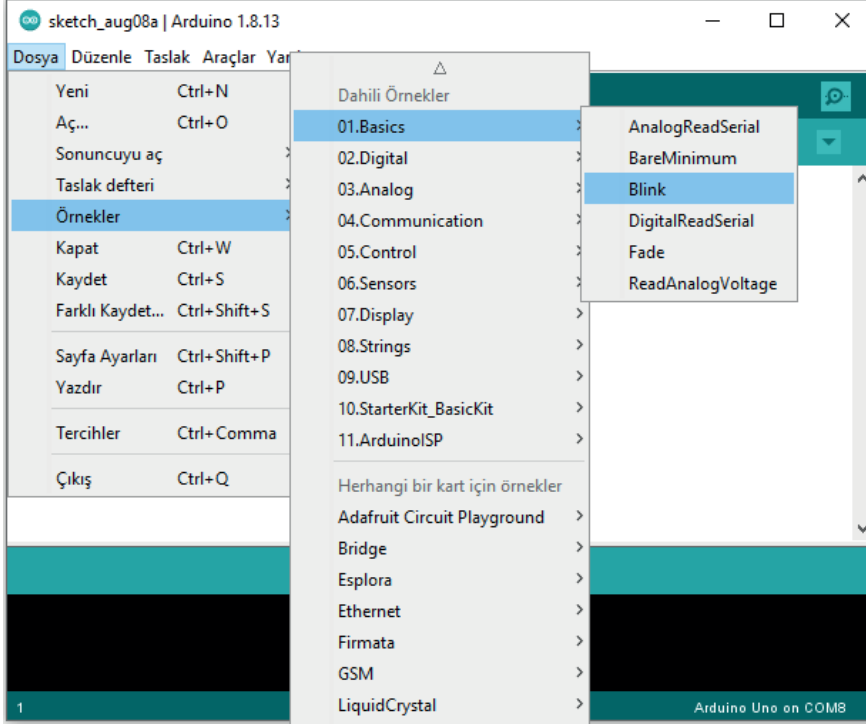 sketch_aug08a | Arduino 1.8.13
Dosya Düzenle Taslak Araçlar Yar
Yeni Ctrl+N
Aç... Ctrl+O
Sonuncuyu aç
Taslak defteri
Örnekler
Kapat Ctrl+W
Kaydet Ctrl+S
Farklı Kaydet... Ctrl+Shift+S
Sayfa Ayarları Ctrl+Shift+P
Yazdır Ctrl+P
Tercihler Ctrl+Comma
Çıkış Ctrl+Q
Dahili Örnekler
01.Basics
02.Digital
03.Analog
04.Communication
05.Control
06.Sensors
07.Display
08.Strings
09.USB
10.StarterKit_BasicKit
11.ArduinoISP
Herhangi bir kart için örnekler
Adafruit Circuit Playground
Bridge
Esplora
Ethernet
Firmata
GSM
LiquidCrystal
AnalogReadSerial
BareMinimum
Blink
DigitalReadSerial
Fade
ReadAnalogVoltage
1 Arduino Uno on COM8